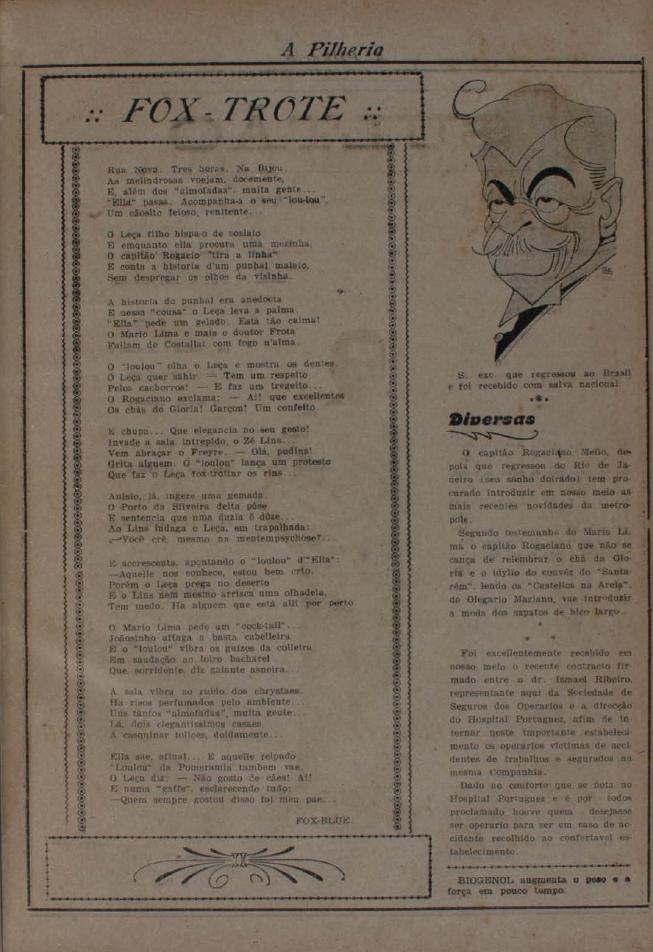 A Pilheria
FOX-TROTE
Rua Nova. Tres horas. Na Bijou.
As melindrosas voejam, docemente,
E, além dos "almofadas", muita gente...
"Ella" passa. Acompanha-a o seu "lou-lou",
Um cãosito feioso, renitente...
O Leça filho bispa-o de soslaio
E emquanto ella procura uma mezinha,
O capitão Rogacio "tira a linha"
E conta a historia d'um punhal malaio,
Sem despregar os olhos da visinha.
A historia do punhal era anedocta
E nessa "cousa" o Leça leva a palma.
"Ella" pede um gelado. Está tão calma!
O Mario Lima e mais o doutor Frota
Fallam de Costallat com fogo n'alma.
O "loulou" olha o Leça e mostra os dentes.
O Leça quer sahir. — Tem um respeito
Pelos cachorros! — E faz um tregeito...
O Rogaciano exclama: — Ai! que excellentes
Os chás do Gloria! Garçon! Um confeito.
E chupa... Que elegancia no seu gesto!
Invade a sala, intrepido, o Zé Lins...
Vem abraçar o Freyre. — Olá, pudins!
Grita alguem. O "loulou" lança um protesto
Que faz o Leça fox-trottar os rins...
Anisio, já, ingere uma gemada.
O Porto da Silveira deita pôse
E sentencia que uma duzia é dôze...
Ao Lins indaga o Leça, em trapalhada:
—Você crê, mesmo na mentempsychose?...
E accrescenta, apontando o "loulou" d'"Ella":
—Aquelle nos conhece, estou bem crto.
Porém o Leça prega no deserto
E o Lins nem mesmo arrisca uma olhadela,
Tem medo. Ha alguem que está alli por perto
O Mario Lima pede um "cock-tail"...
Joãosinho affaga a basta cabelleira
E o "loulou" vibra os guizos da colleira
Em saudação ao loiro bacharel
Que, sorridente, diz galante asneira...
A sala vibra ao ruido dos chrystaes.
Ha risos perfumados pelo ambiente...
Uns tantos "almofadas", muita gente...
Lá, dois elegantissimos casaes
A casquinar tolices, doidamente...
Ella sae, afinal... E aquelle felpudo
"Loulou" da Pomerania tambem vae.
O Leça diz: — Não gosto de cães! Ai!
E numa "gaffe", esclarecendo tudo:
—Quem sempre gostou disso foi meu pae...
FOX-BLUE.
S. exc. que regressou ao Brasil
e foi recebido com salva nacional
Diversas
O capitão Rogaciano Mello, de-
pois que regressou do Rio de Ja-
neiro (seu sonho doirado) tem pro-
curado introduzir em nosso meio as
mais recentes novidades da metro-
pole.
Segundo testemunho do Mario Li-
ma o capitão Rogaciano que não se
cança de relembrar o chá da Glo-
ria e o idylio do convéz do "Santa-
rém", lendo os "Castellos na Areia",
de Olegario Mariano, vae introduzir
a moda dos sapatos de bico largo...
*
* *
Foi excellentemente recebido em
nosso meio o recente contracto fir-
mado entre o dr. Ismael Ribeiro,
representante aqui da Sociedade de
Seguros dos Operarios e a direcção
do Hospital Portuguez, afim de in-
ternar neste importante estabeleci-
mento os operarios victimas de acci-
dentes de trabalhos e segurados na
mesma Companhia.
Dado ao conforto que se nota no
Hospital Portuguez e é por todos
proclamado houve quem desejasse
ser operario para ser em caso de ac-
cidente recolhido ao confortavel es-
tabelecimento.
BIOGENOL augmenta o peso e a
força em pouco tempo.